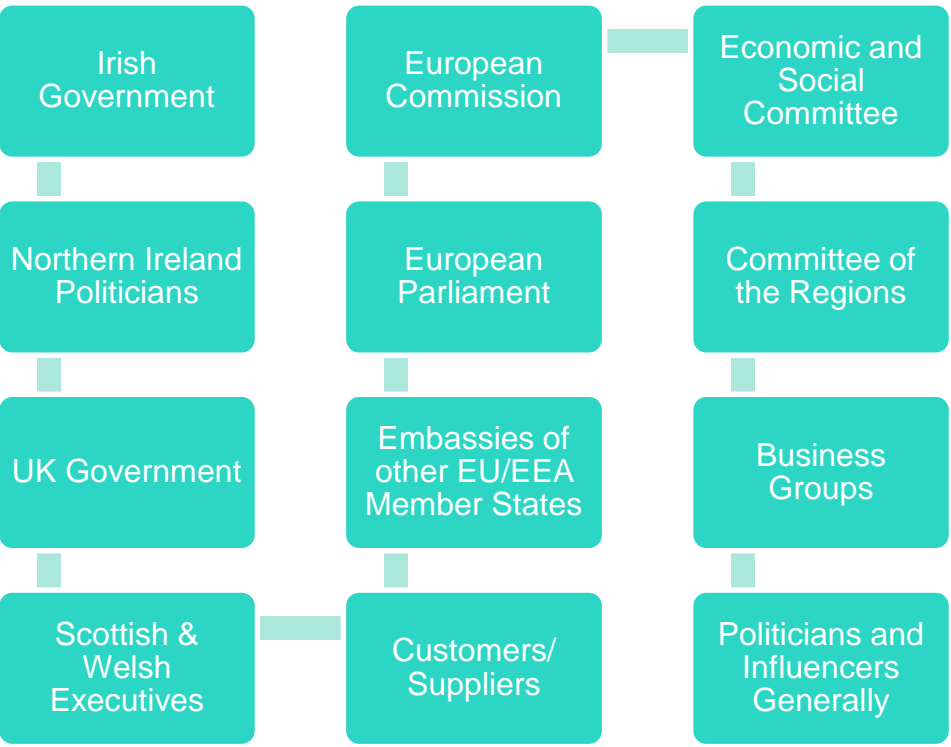 Irish
Government
Northern Ireland
Politicians
UK Government
Scottish &
Welsh
Executives
Customers/
Suppliers
Embassies of
other EU/EEA
Member States
European
Parliament
European
Commission
Economic and
Social
Committee
Committee of
the Regions
Business
Groups
Politicians and
Influencers
Generally